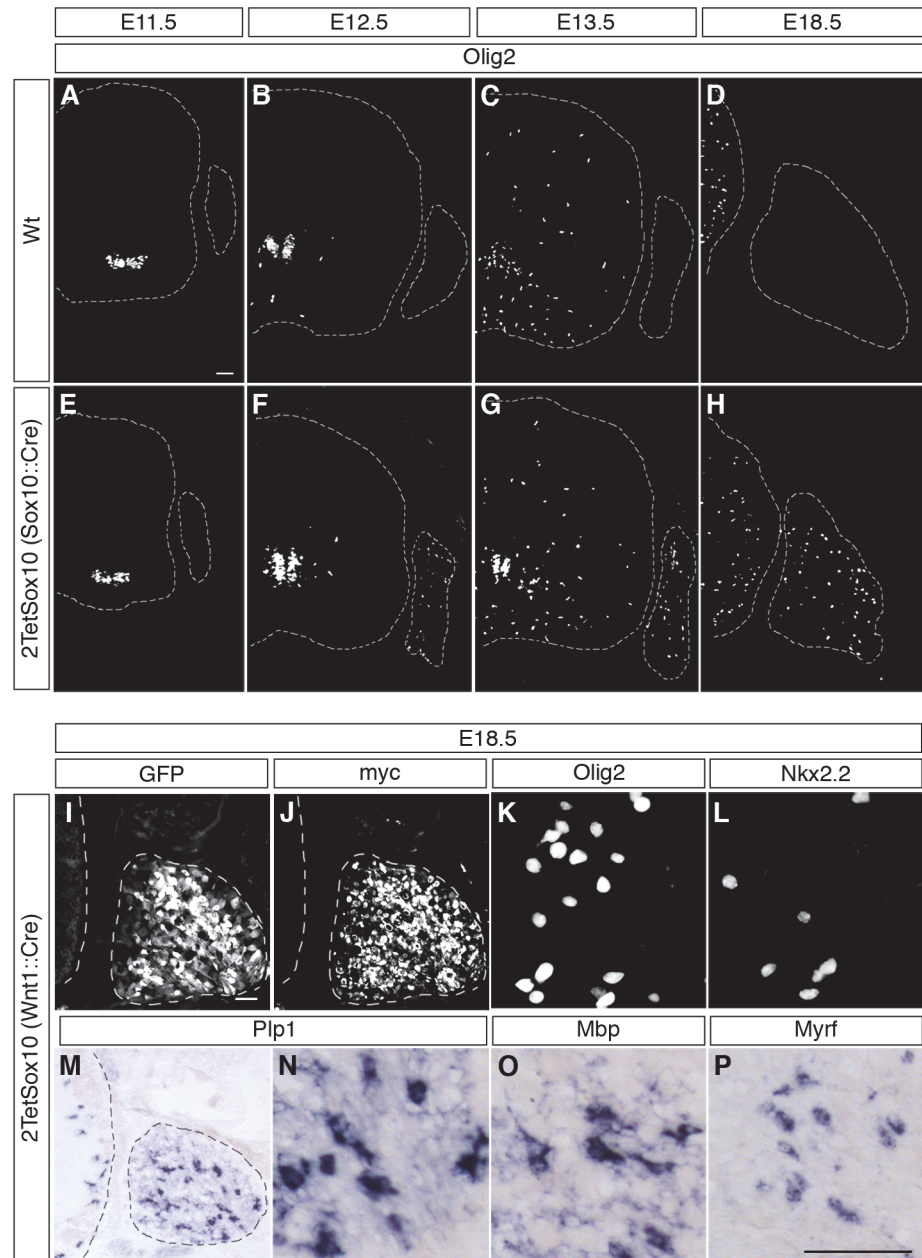 E11.5 E12.5 E13.5 E18.5
Olig2
Wt
A B C D
2TetSox10 (Sox10::Cre)
E F G H
E18.5
GFP myc Olig2 Nkx2.2
2TetSox10 (Wnt1::Cre)
I J K L
Plp1 Mbp Myrf
M N O P